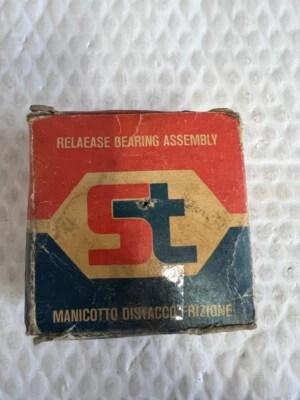 RELAEASE BEARING ASSEMBLY
st
MANICOTTO DISTACCO FRIZIONE